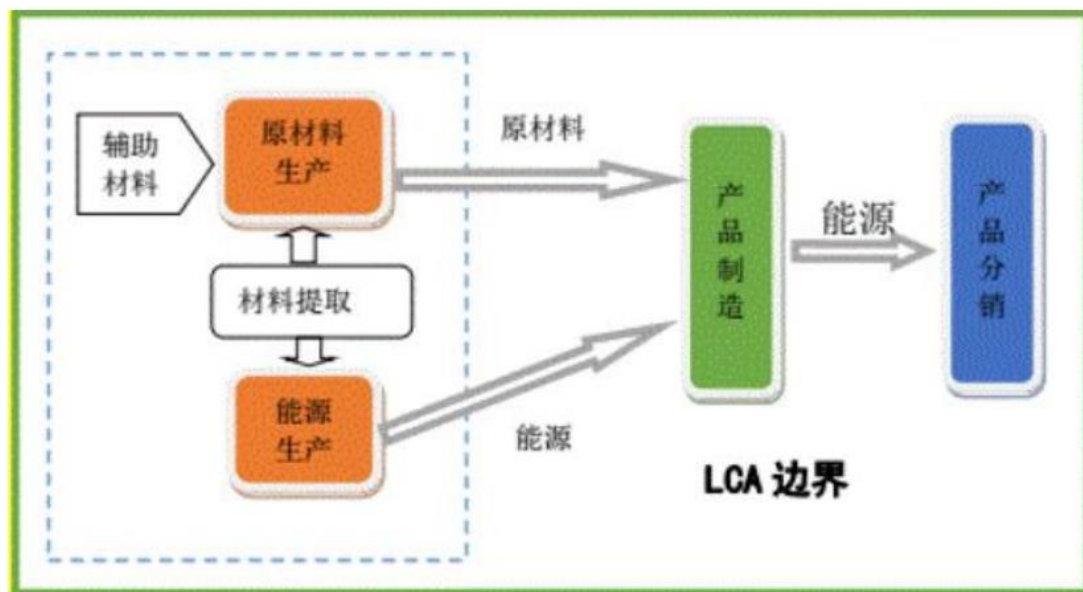 辅助
材料
原材料
生产
原材料
材料提取
能源
生产
能源
产
品
制
造
能源
产
品
分
销
LCA 边界